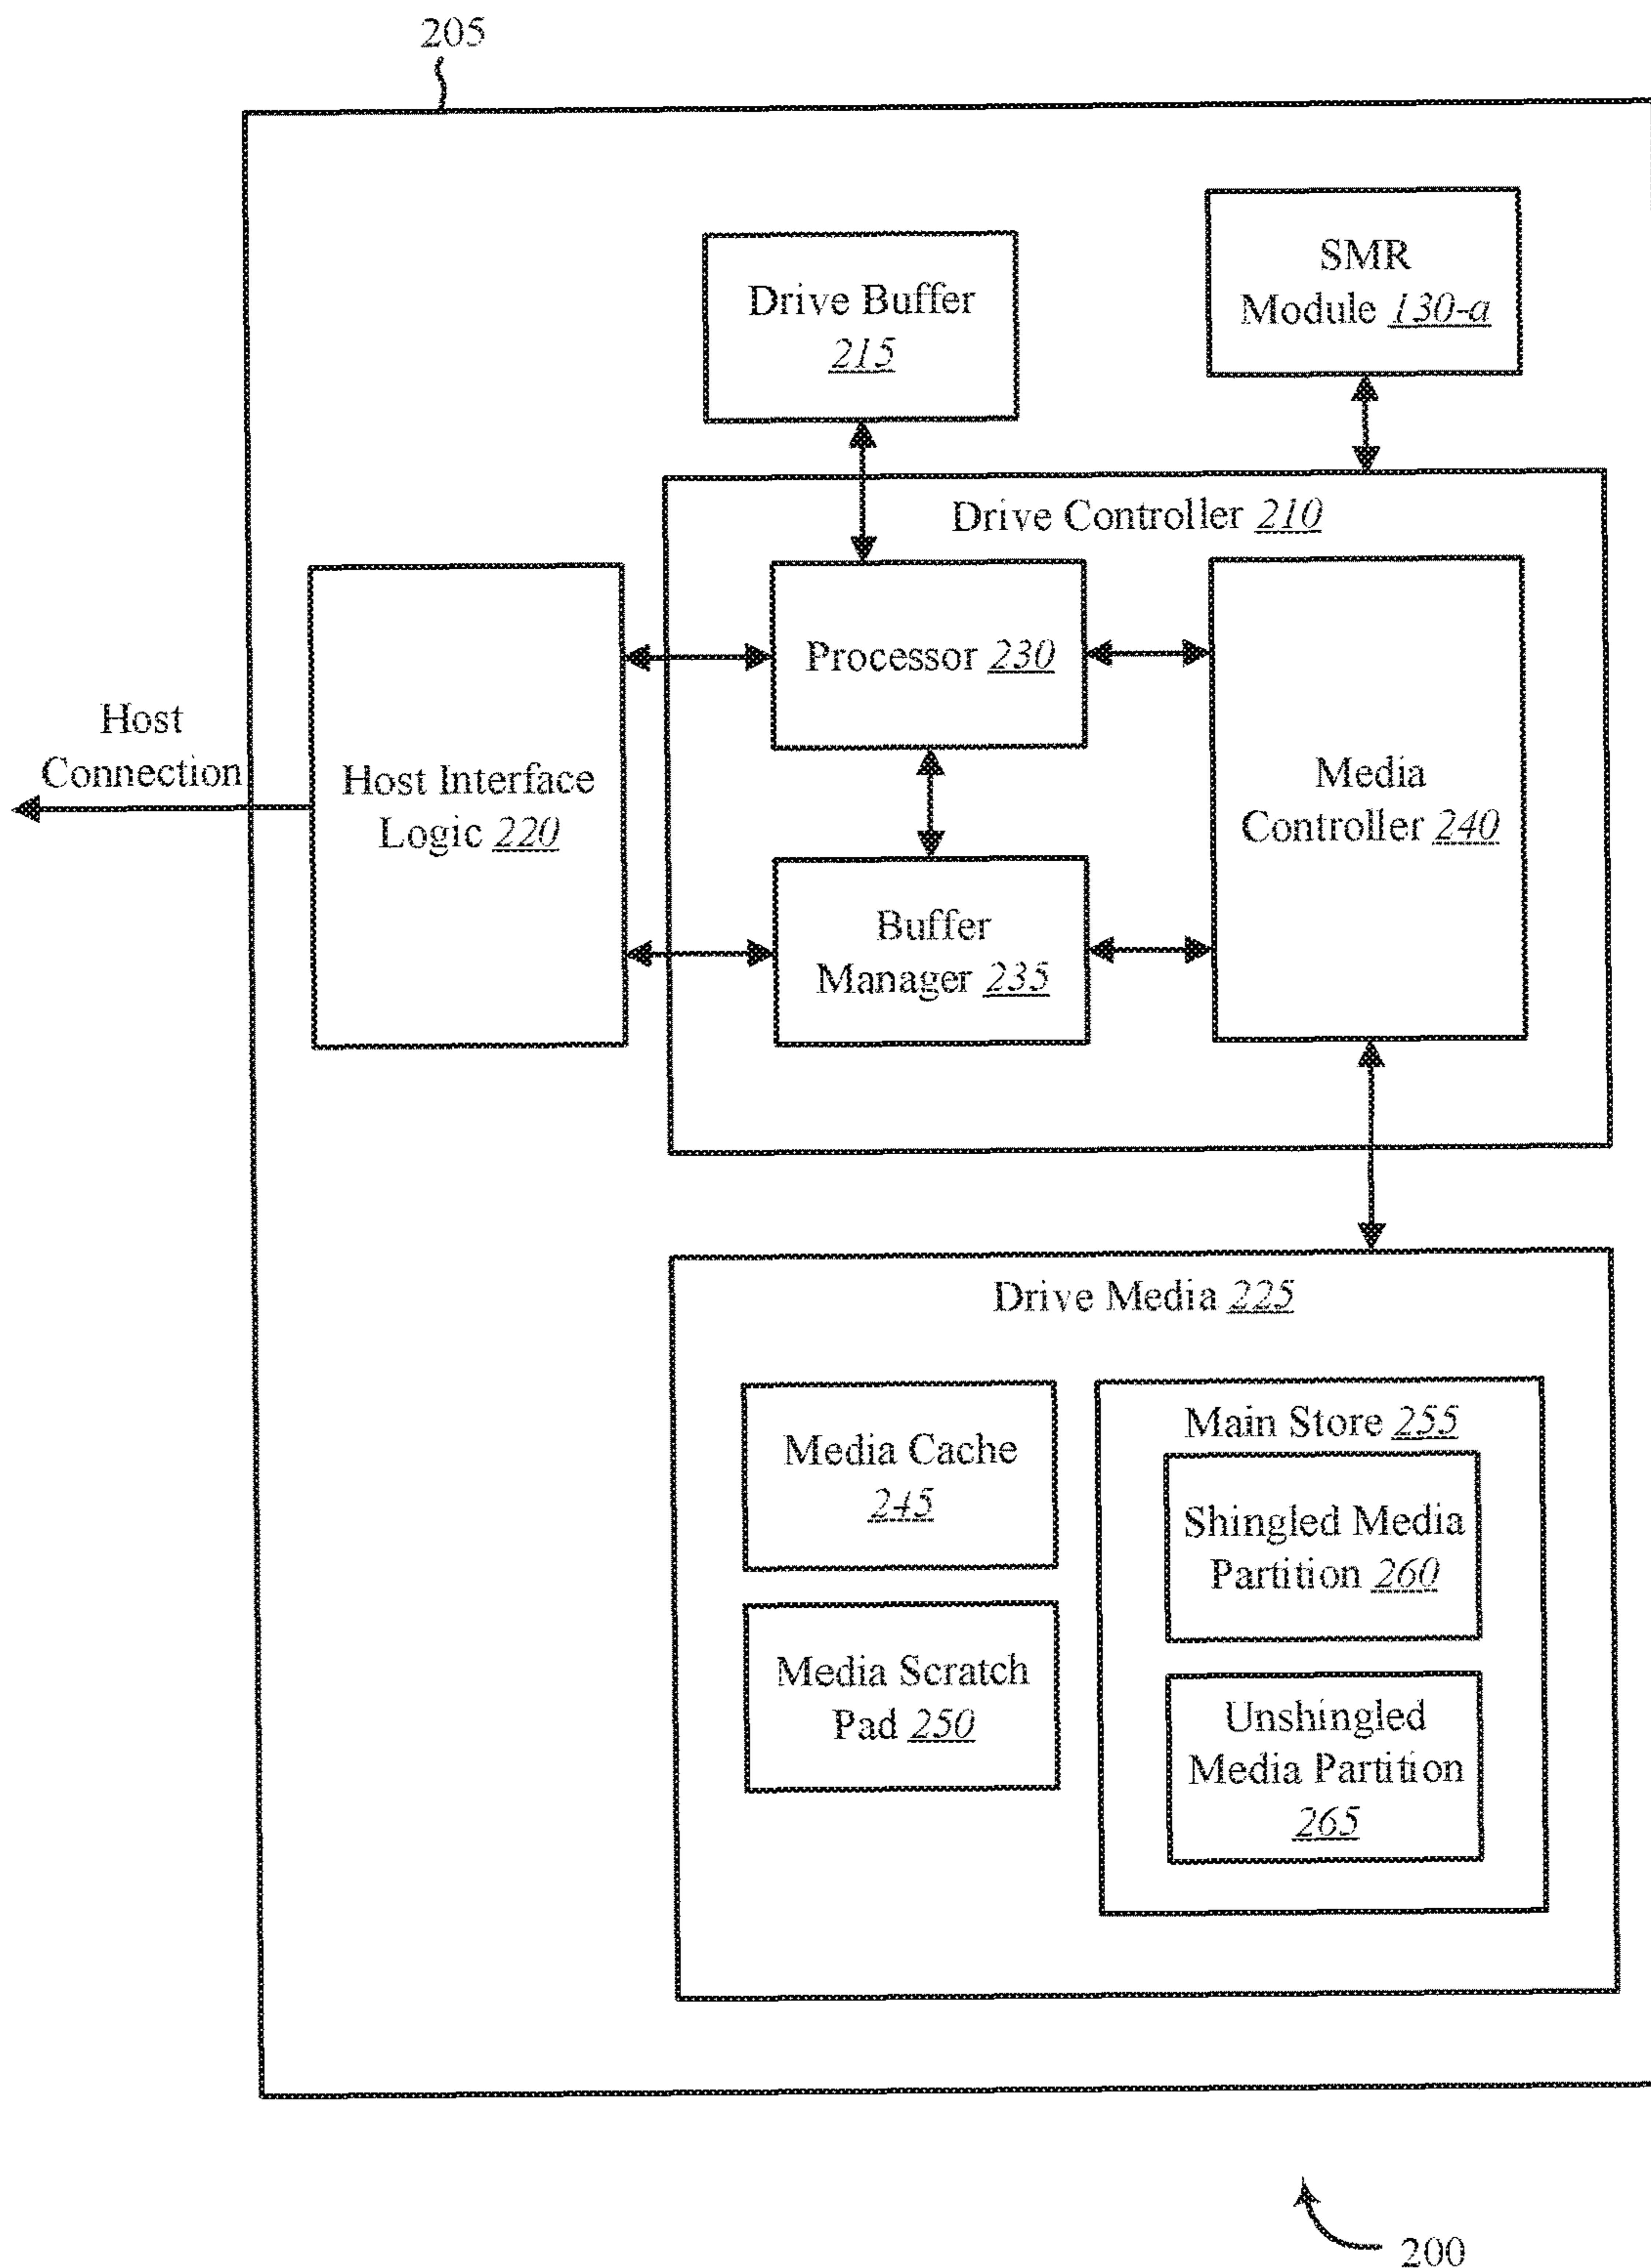 205
SMR
Module 130-a
Drive Buffer
215
Drive Controller 210
Processor 230
Host
Connection
Host Interface
Logic 220
Media
Controller 240
Buffer
Manager 235
Drive Media 225
Media Cache
245
Main Store 255
Shingled Media
Partition 260
Media Scratch
Pad 250
Unshingled
Media Partition
265
200